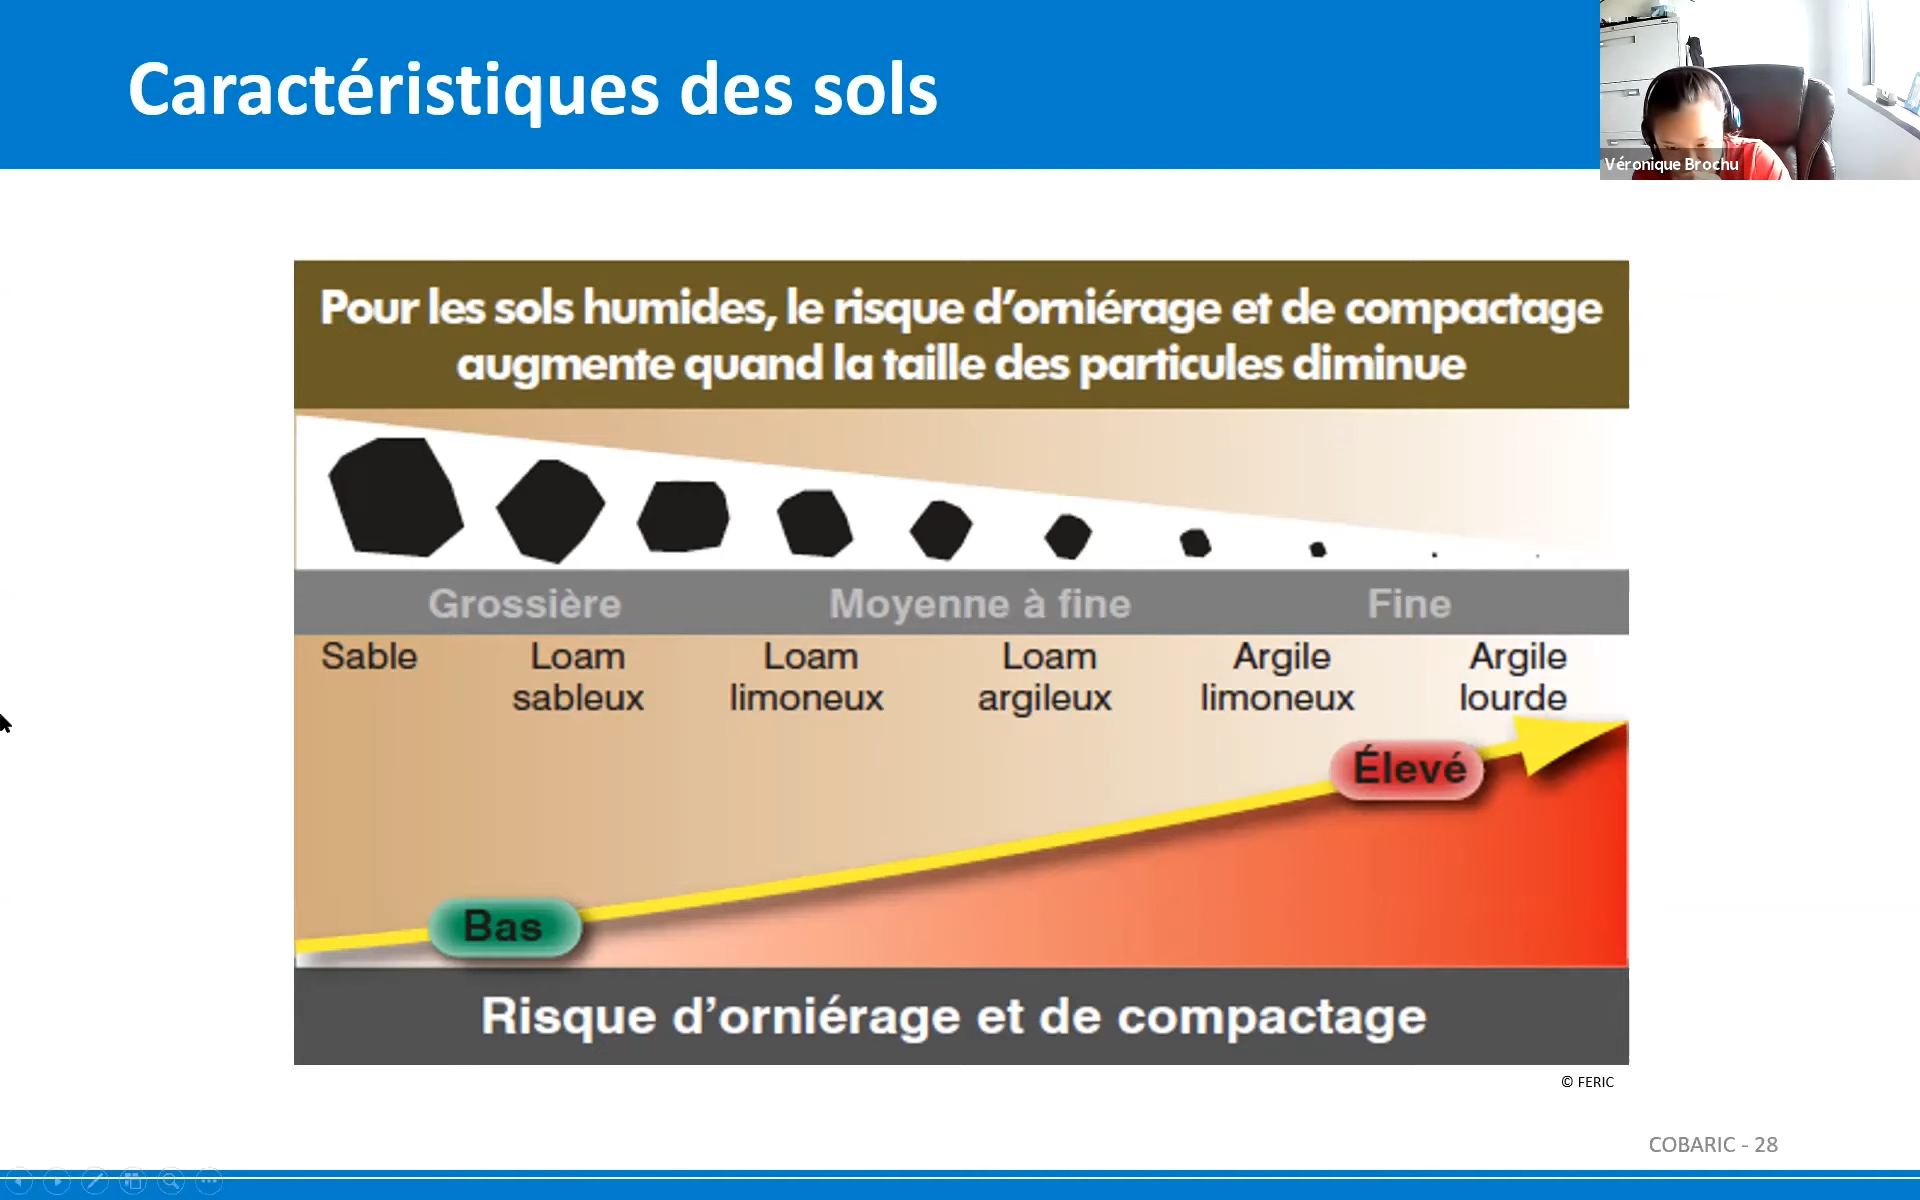 Caractéristiques des sols
Véronique Brochu
Pour les sols humides, le risque d'orniérage et de compactage
augmente quand la taille des particules diminue
Grossière Moyenne à fine Fine
Sable Loam Loam Loam Argile Argile
sableux limoneux argileux limoneux lourde
Élevé
Bas
Risque d'orniérage et de compactage
© FERIC
COBARIC - 28